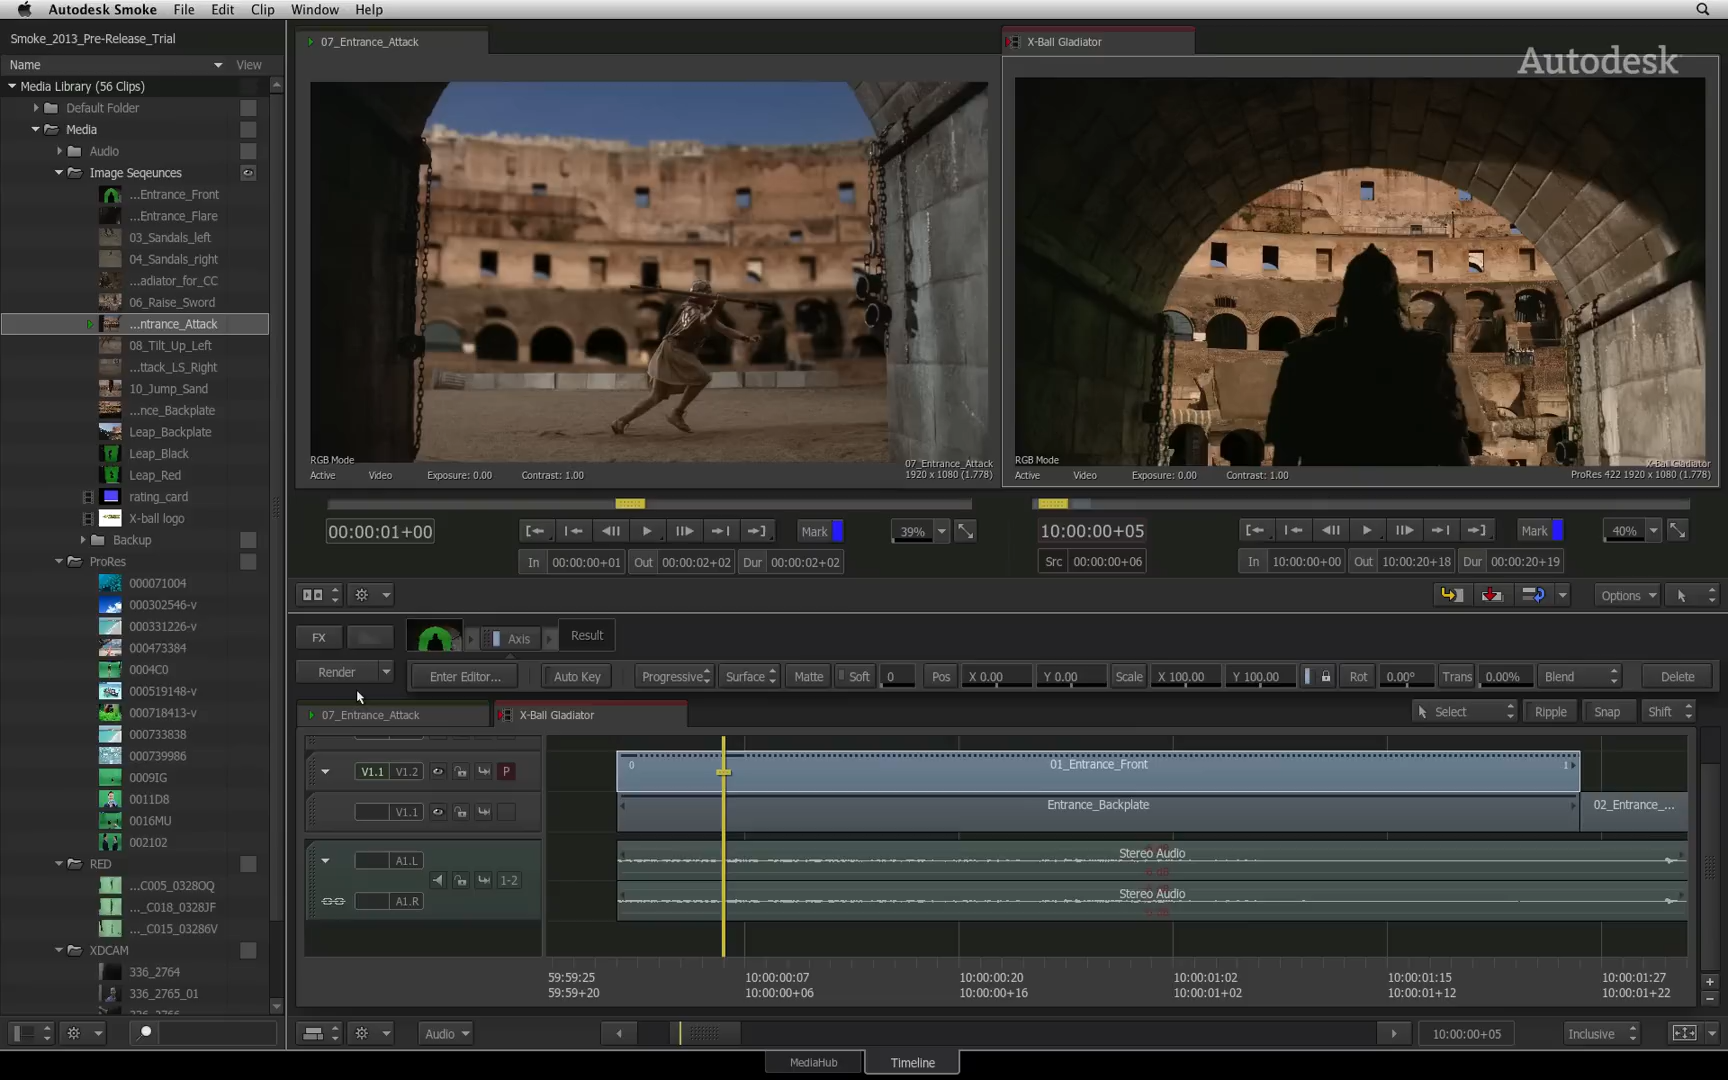 Autodesk Smoke File Edit Clip Window Help
Smoke_2013_Pre-Release_Trial
Name View
Media Library (56 Clips)
Default Folder
Media
Audio
Image Seqeunces
...Entrance_Front
...Entrance_Flare
03_Sandals_left
04_Sandals_right
...adiator_for_CC
06_Raise_Sword
...ntrance_Attack
08_Tilt_Up_Left
...ttack_LS_Right
10_Jump_Sand
...nce_Backplate
Leap_Backplate
Leap_Black
Leap_Red
rating_card
X-ball logo
Backup
ProRes
000071004
000302546-v
000331226-v
000473384
0004C0
000519148-v
000718413-v
000733838
000739986
0009IG
0011D8
0016MU
002102
RED
...C005_0328OQ
..._C018_0328JF
..._C015_03286V
XDCAM
336_2764
336_2765_01
07_Entrance_Attack
RGB Mode
07_Entrance_Attack
Active Video Exposure: 0.00 Contrast: 1.00 1920 x 1080 (1.778)
00:00:01+00 Mark 39%
In 00:00:00+01 Out 00:00:02+02 Dur 00:00:02+02
X-Ball Gladiator
Autodesk
RGB Mode
X-Ball Gladiator
Active Video Exposure: 0.00 Contrast: 1.00 ProRes 422 1920 x 1080 (1.778)
10:00:00+05 Mark 40%
Src 00:00:00+06 In 10:00:00+00 Out 10:00:20+18 Dur 00:00:20+19
Options
FX Axis Result
Render Enter Editor... Auto Key Progressive Surface Matte Soft 0 Pos X 0.00 Y 0.00 Scale X 100.00 Y 100.00 Rot 0.00° Trans 0.00% Blend Delete
07_Entrance_Attack X-Ball Gladiator Select Ripple Snap Shift
V1.1 V1.2 P 0 01_Entrance_Front 1
V1.1 Entrance_Backplate 02_Entrance_...
A1.L Stereo Audio
1-2
A1.R Stereo Audio
59:59:25 10:00:00:07 10:00:00:20 10:00:01:02 10:00:01:15 10:00:01:27
59:59+20 10:00:00+06 10:00:00+16 10:00:01+02 10:00:01+12 10:00:01+22
Audio 10:00:00+05 Inclusive
MediaHub Timeline